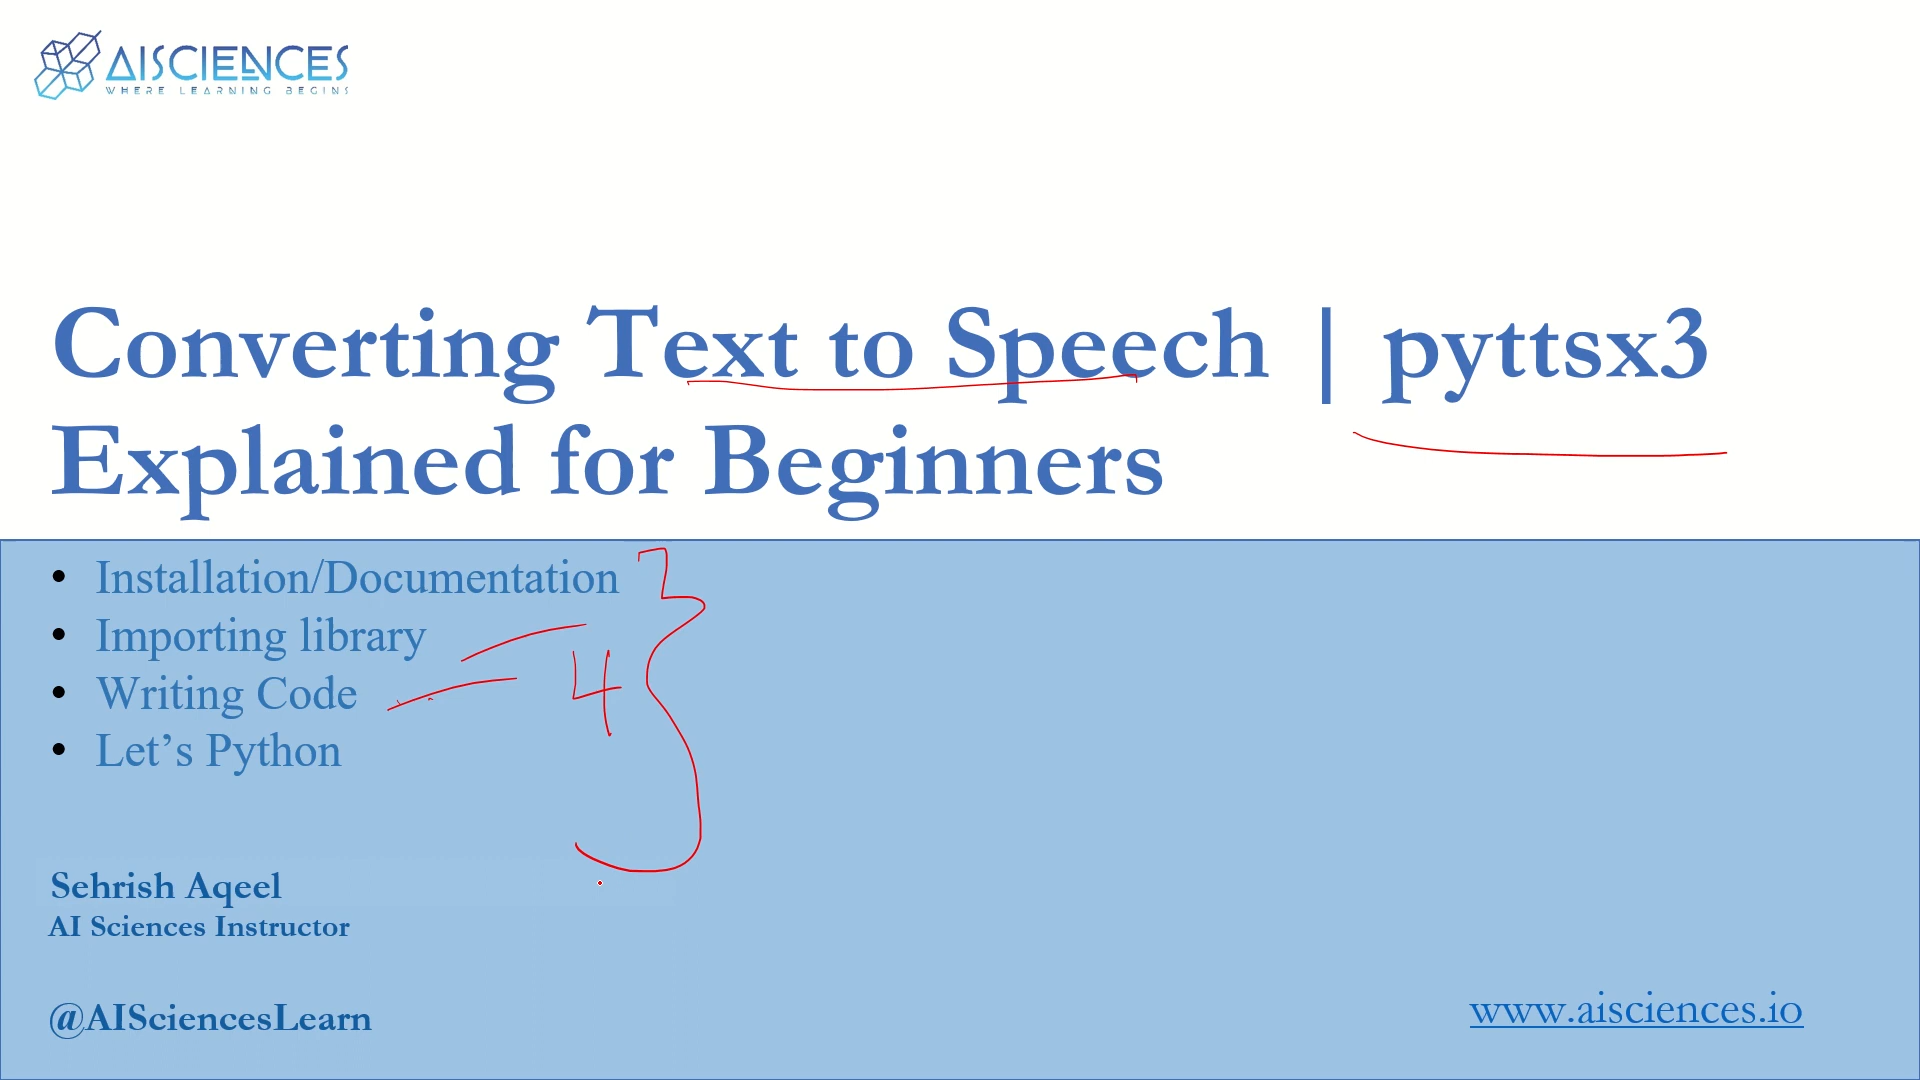 AISCIENCES
WHERE LEARNING BEGINS
Converting Text to Speech | pyttsx3
Explained for Beginners
• Installation/Documentation
• Importing library
• Writing Code
• Let’s Python
4
Sehrish Aqeel
AI Sciences Instructor
@AISciencesLearn
www.aisciences.io